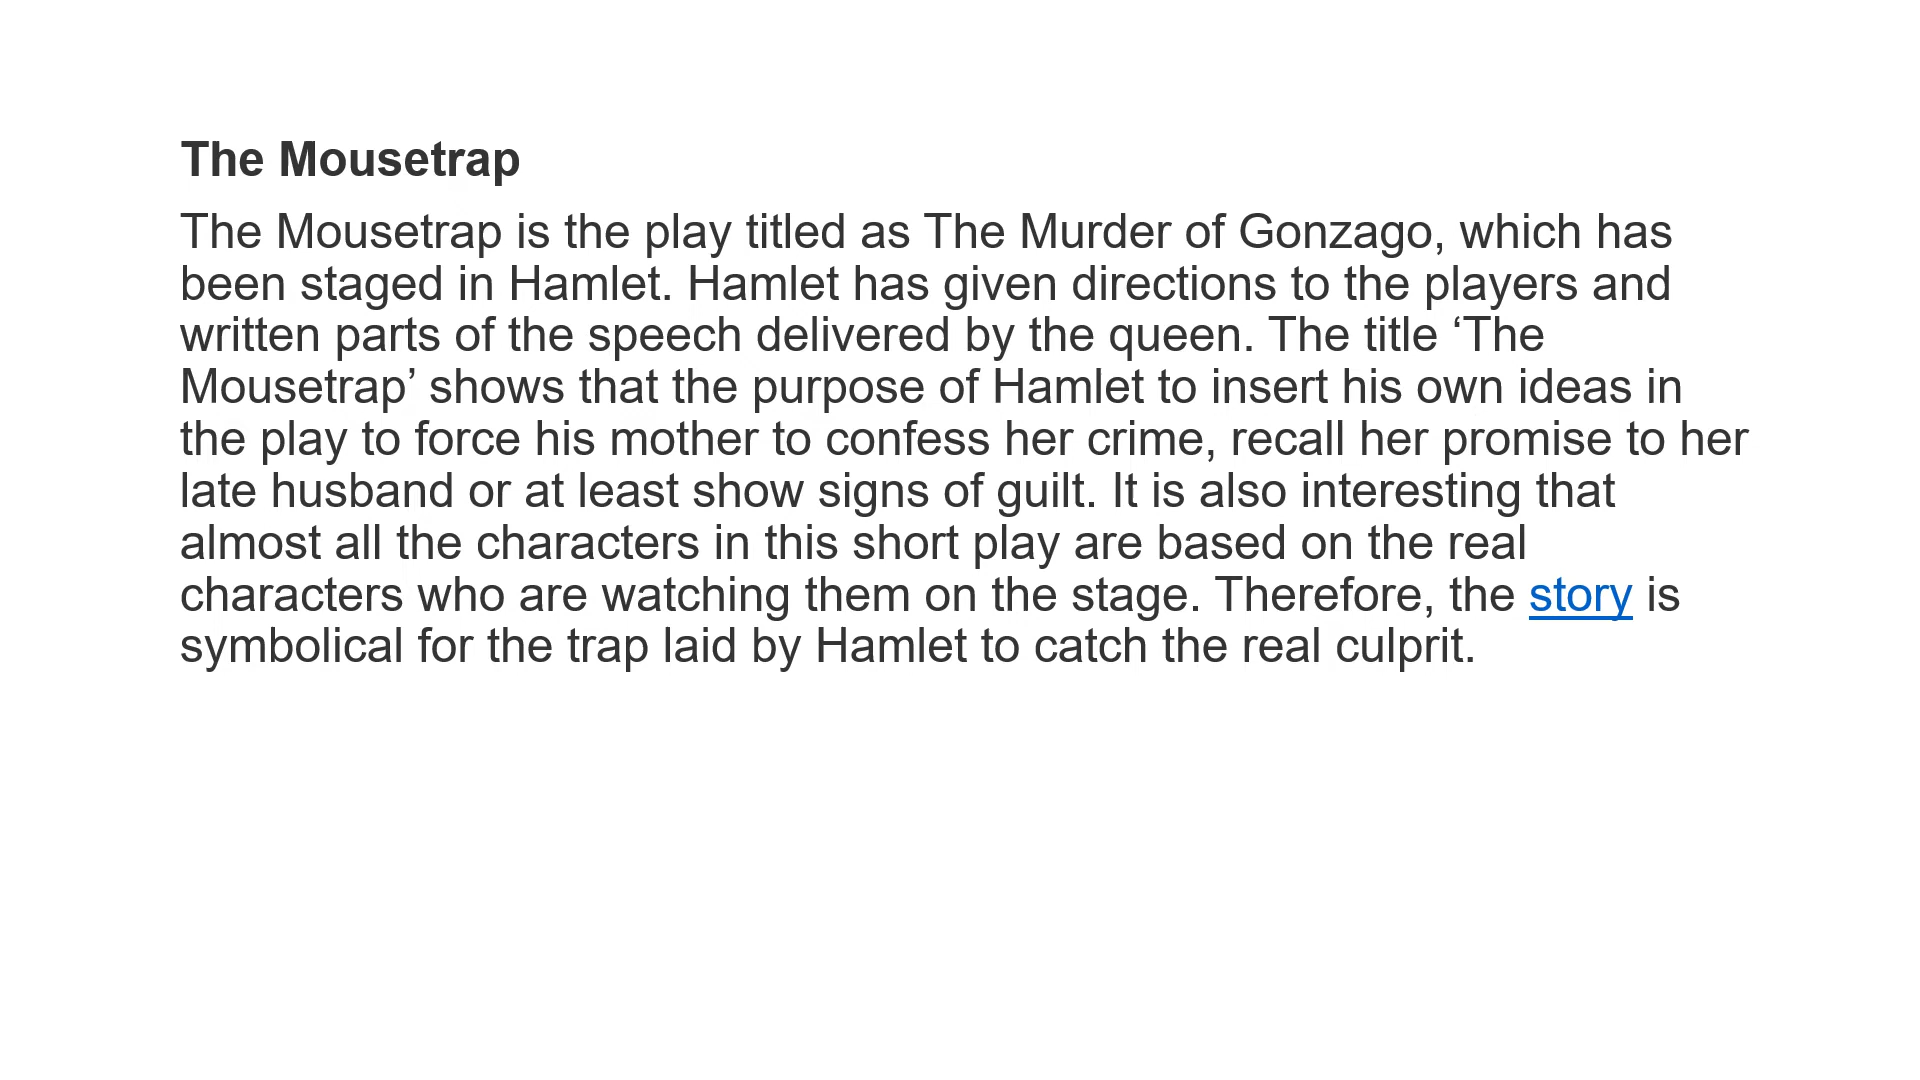 The Mousetrap
The Mousetrap is the play titled as The Murder of Gonzago, which has
been staged in Hamlet. Hamlet has given directions to the players and
written parts of the speech delivered by the queen. The title ‘The
Mousetrap’ shows that the purpose of Hamlet to insert his own ideas in
the play to force his mother to confess her crime, recall her promise to her
late husband or at least show signs of guilt. It is also interesting that
almost all the characters in this short play are based on the real
characters who are watching them on the stage. Therefore, the story is
symbolical for the trap laid by Hamlet to catch the real culprit.